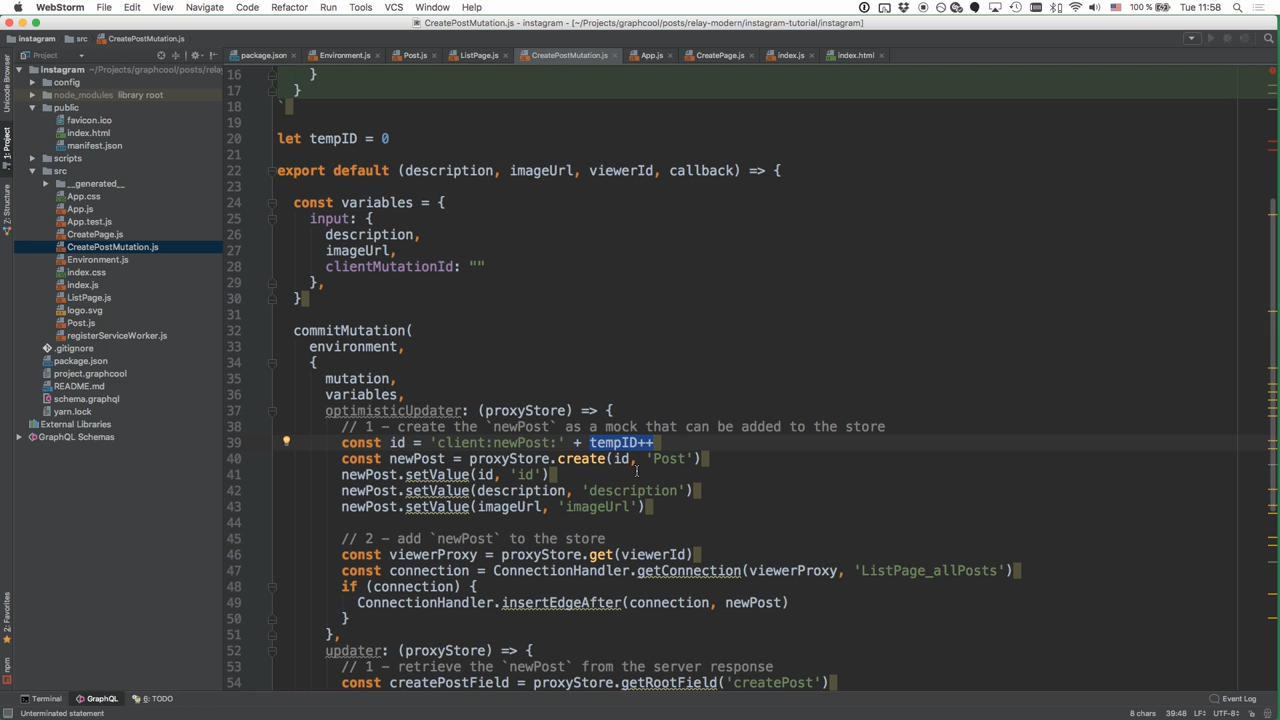 WebStorm File Edit View Navigate Code Refactor Run Tools VCS Window Help 100 % Tue 11:58
CreatePostMutation.js - instagram - [~/Projects/graphcool/posts/relay-modern/instagram-tutorial/instagram]
instagram src CreatePostMutation.js
Project
package.json Environment.js Post.js ListPage.js CreatePostMutation.js App.js CreatePage.js index.js index.html
Unicode Browser
1: Project
7: Structure
2: Favorites
npm
Instagram ~/Projects/graphcool/posts/relay
config
node_modules library root
public
favicon.ico
index.html
manifest.json
scripts
src
__generated__
App.css
App.js
App.test.js
CreatePage.js
CreatePostMutation.js
Environment.js
index.css
index.js
ListPage.js
logo.svg
Post.js
registerServiceWorker.js
.gitignore
package.json
project.graphcool
README.md
schema.graphql
yarn.lock
External Libraries
GraphQL Schemas
16 }
17 }
18 `
19
20 let tempID = 0
21
22 export default (description, imageUrl, viewerId, callback) => {
23
24 const variables = {
25 input: {
26 description,
27 imageUrl,
28 clientMutationId: ""
29 },
30 }
31
32 commitMutation(
33 environment,
34 {
35 mutation,
36 variables,
37 optimisticUpdater: (proxyStore) => {
38 // 1 - create the `newPost` as a mock that can be added to the store
39 const id = 'client:newPost:' + tempID++
40 const newPost = proxyStore.create(id, 'Post')
41 newPost.setValue(id, 'id')
42 newPost.setValue(description, 'description')
43 newPost.setValue(imageUrl, 'imageUrl')
44
45 // 2 - add `newPost` to the store
46 const viewerProxy = proxyStore.get(viewerId)
47 const connection = ConnectionHandler.getConnection(viewerProxy, 'ListPage_allPosts')
48 if (connection) {
49 ConnectionHandler.insertEdgeAfter(connection, newPost)
50 }
51 },
52 updater: (proxyStore) => {
53 // 1 - retrieve the `newPost` from the server response
54 const createPostField = proxyStore.getRootField('createPost')
Terminal GraphQL 6: TODO Event Log
Unterminated statement 8 chars 39:48 LF÷ UTF-8÷